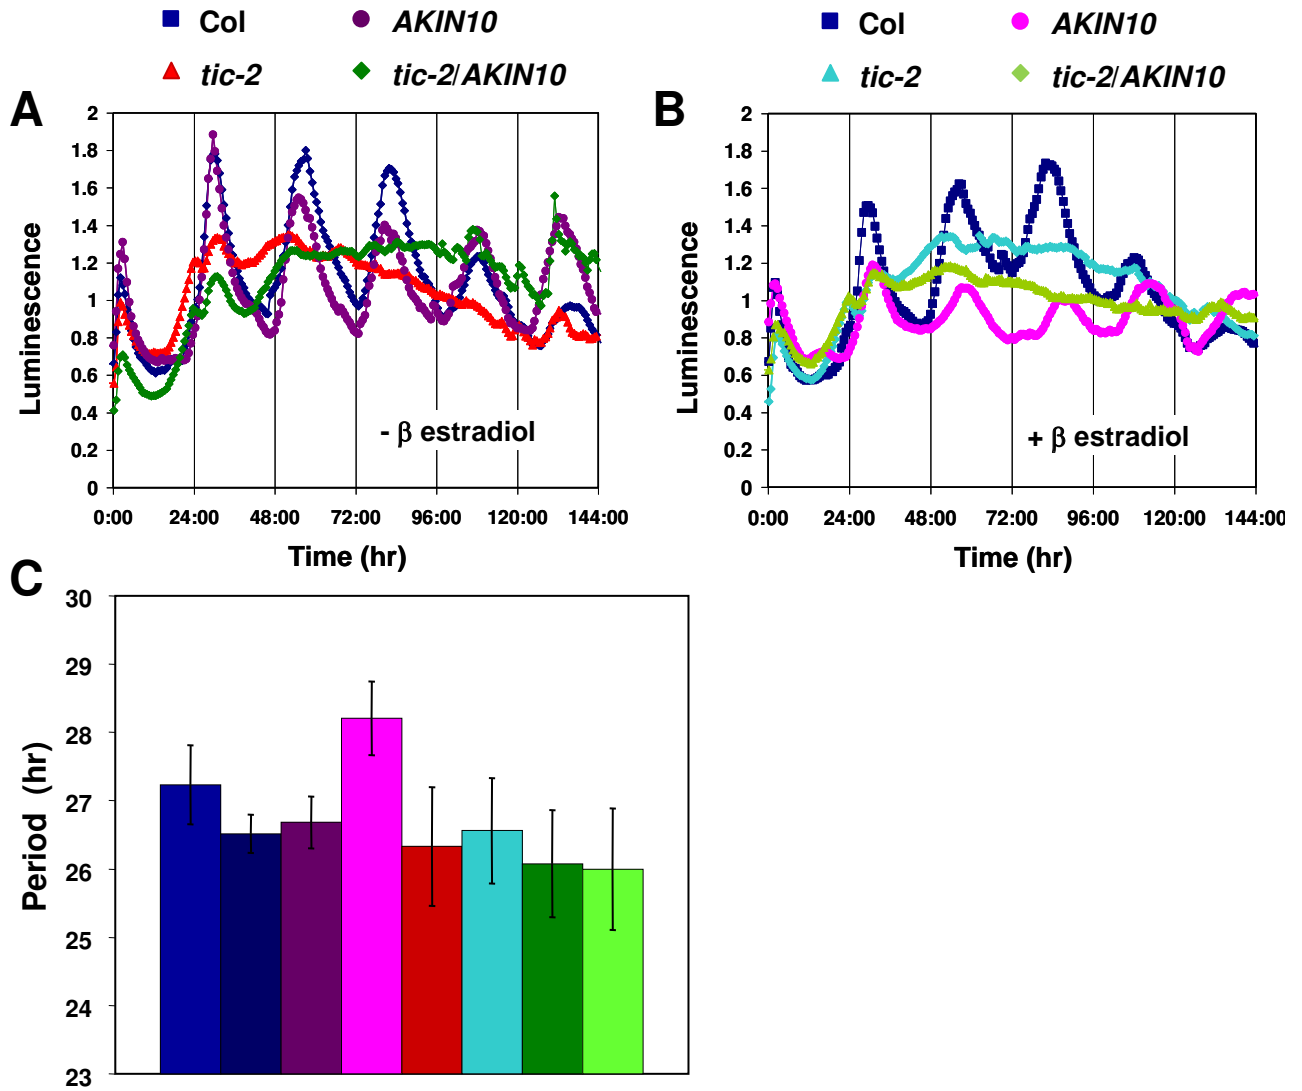 Col AKIN10
tic-2 tic-2/AKIN10
A
2
1.8
1.6
1.4
1.2
1
0.8
0.6
0.4
0.2
0
Luminescence
- β estradiol
0:00 24:00 48:00 72:00 96:00 120:00 144:00
Time (hr)
Col AKIN10
tic-2 tic-2/AKIN10
B
2
1.8
1.6
1.4
1.2
1
0.8
0.6
0.4
0.2
0
Luminescence
+ β estradiol
0:00 24:00 48:00 72:00 96:00 120:00 144:00
Time (hr)
C
30
29
28
27
26
25
24
23
Period (hr)